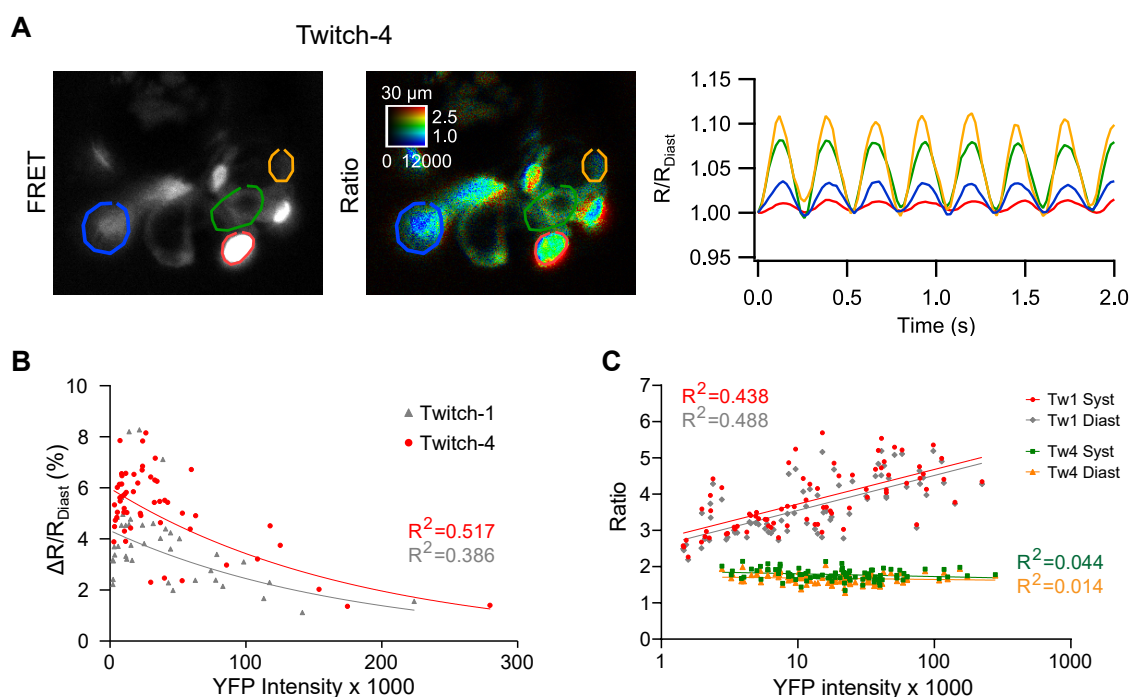 A
Twitch-4
FRET
Ratio
30 µm
2.5
1.0
0 12000
R/R_Diast
1.15
1.10
1.05
1.00
0.95
0.0 0.5 1.0 1.5 2.0
Time (s)
B
ΔR/R_Diast (%)
10
8
6
4
2
0
Twitch-1
Twitch-4
R²=0.517
R²=0.386
0 100 200 300
YFP Intensity x 1000
C
Ratio
7
6
5
4
3
2
1
0
R²=0.438
R²=0.488
Tw1 Syst
Tw1 Diast
Tw4 Syst
Tw4 Diast
R²=0.044
R²=0.014
1 10 100 1000
YFP intensity x 1000